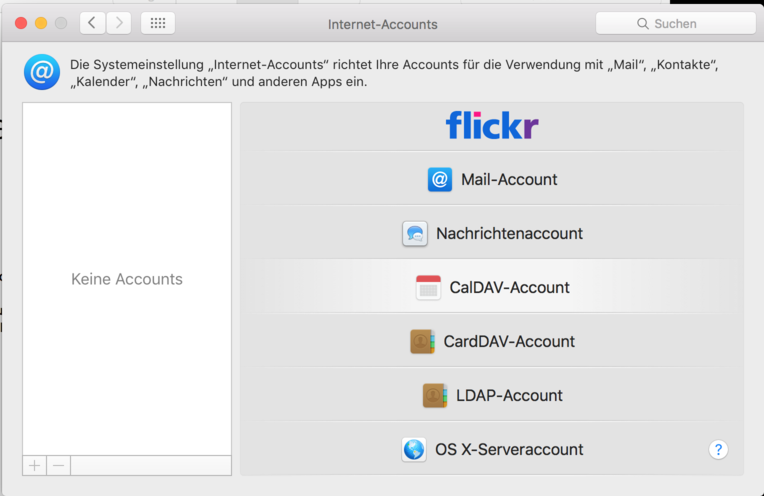 Internet-Accounts
Suchen
Die Systemeinstellung „Internet-Accounts“ richtet Ihre Accounts für die Verwendung mit „Mail“, „Kontakte“,
„Kalender“, „Nachrichten“ und anderen Apps ein.
flickr
Mail-Account
Nachrichtenaccount
Keine Accounts
CalDAV-Account
CardDAV-Account
LDAP-Account
OS X-Serveraccount
?